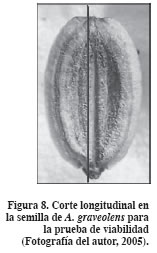 Figura 8. Corte longitudinal en
la semilla de A. graveolens para
la prueba de viabilidad
(Fotografía del autor, 2005).